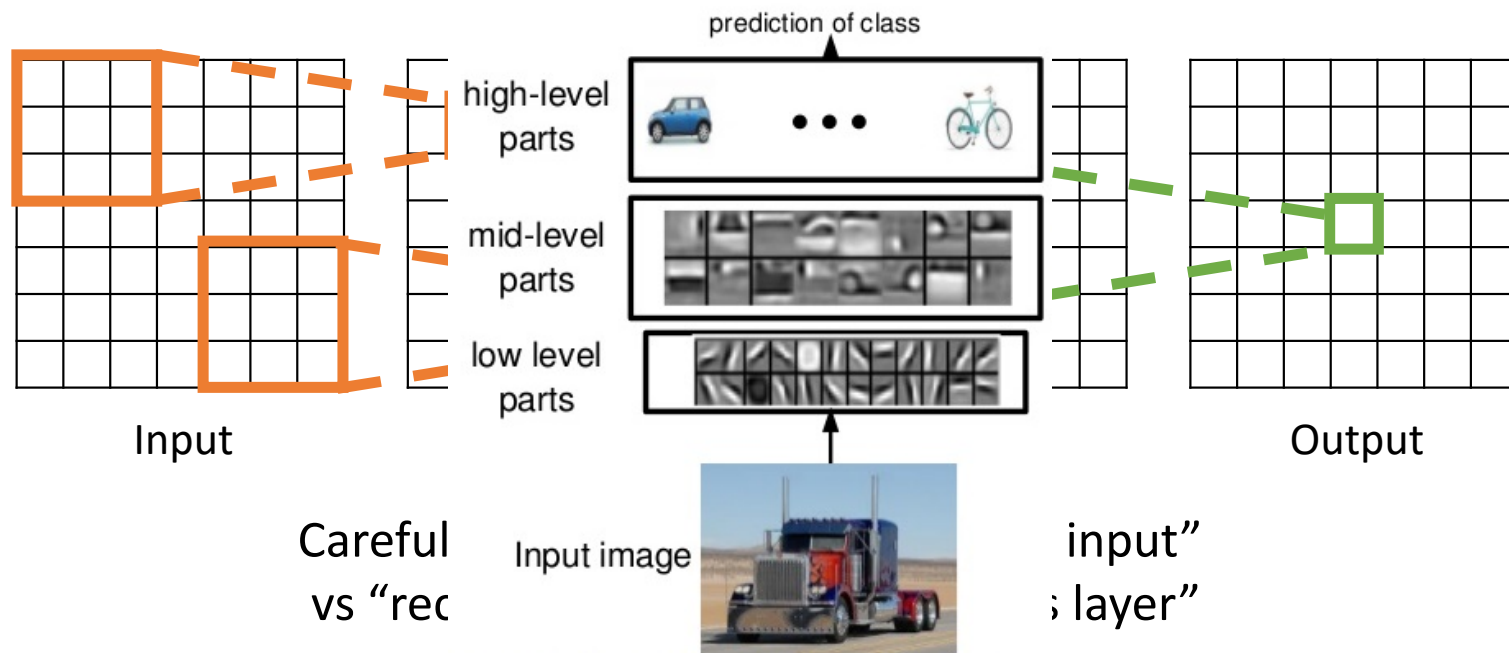 prediction of class
high-level
parts
mid-level
parts
low level
parts
Input
Output
Input image
Careful
input”
vs “rec
layer”